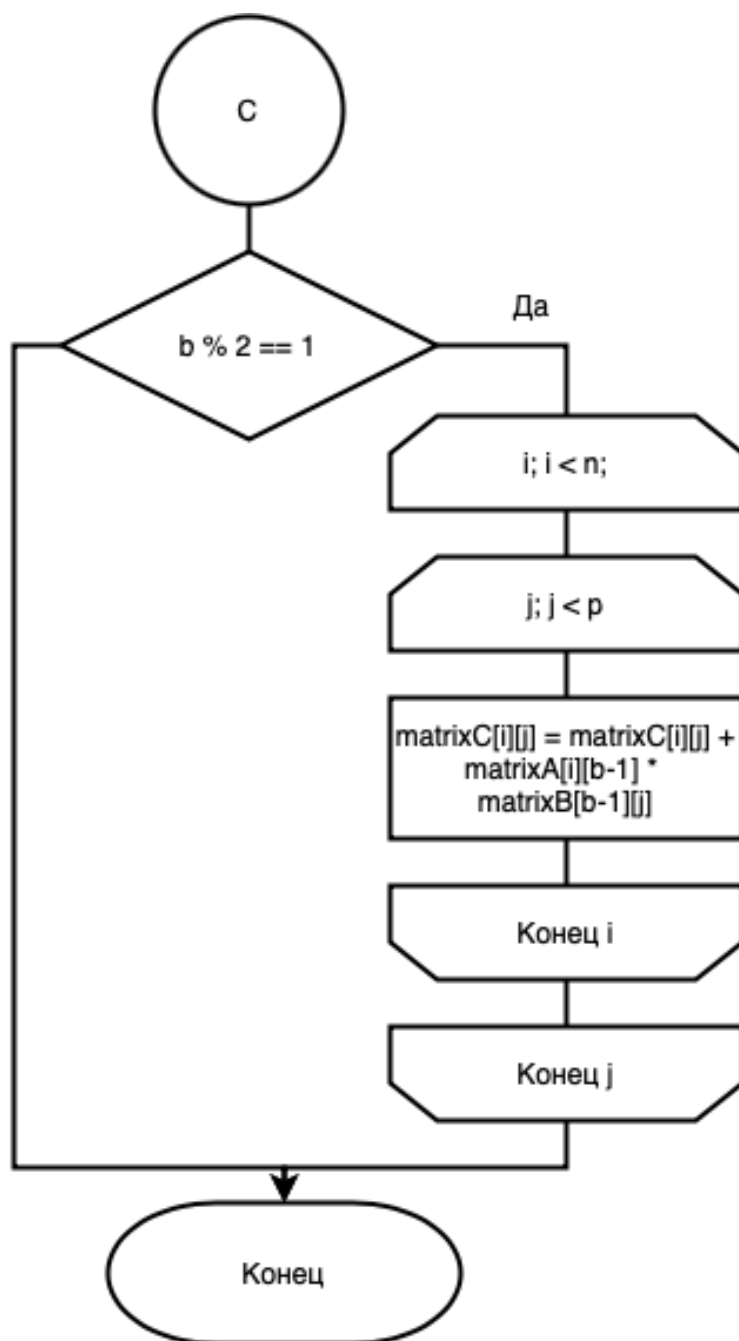 C
b % 2 == 1
Да
i; i < n;
j; j < p
matrixC[i][j] = matrixC[i][j] +
matrixA[i][b-1] *
matrixB[b-1][j]
Конец i
Конец j
Конец